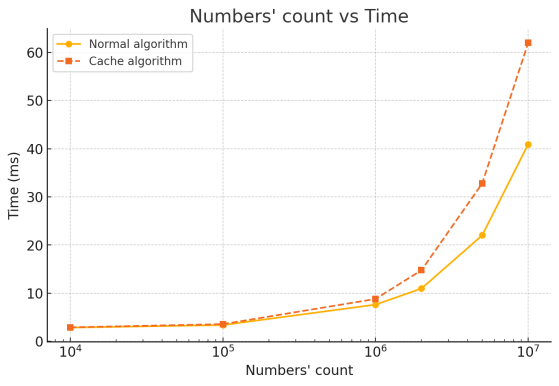 Numbers' count vs Time
Normal algorithm
Cache algorithm
Time (ms)
60
50
40
30
20
10
0
10⁴ 10⁵ 10⁶ 10⁷
Numbers' count